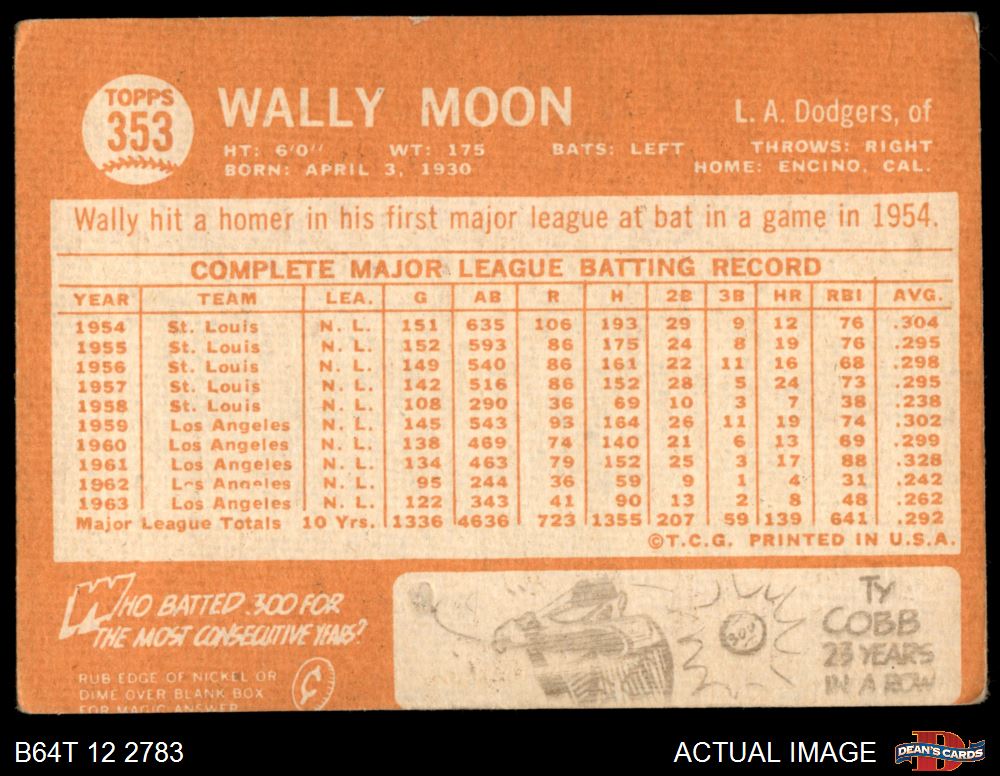 TOPPS
353
WALLY MOON
L. A. Dodgers, of
HT: 6'0" WT: 175 BATS: LEFT THROWS: RIGHT
BORN: APRIL 3, 1930 HOME: ENCINO, CAL.
Wally hit a homer in his first major league at bat in a game in 1954.
COMPLETE MAJOR LEAGUE BATTING RECORD
YEAR TEAM LEA. G AB R H 2B 3B HR RBI AVG.
1954 St. Louis N. L. 151 635 106 193 29 9 12 76 .304
1955 St. Louis N. L. 152 593 86 175 24 8 19 76 .295
1956 St. Louis N. L. 149 540 86 161 22 11 16 68 .298
1957 St. Louis N. L. 142 516 86 152 28 5 24 73 .295
1958 St. Louis N. L. 108 290 36 69 10 3 7 38 .238
1959 Los Angeles N. L. 145 543 93 164 26 11 19 74 .302
1960 Los Angeles N. L. 138 469 74 140 21 6 13 69 .299
1961 Los Angeles N. L. 134 463 79 152 25 3 17 88 .328
1962 Los Angeles N. L. 95 244 36 59 9 1 4 31 .242
1963 Los Angeles N. L. 122 343 41 90 13 2 8 48 .262
Major League Totals 10 Yrs. 1336 4636 723 1355 207 59 139 641 .292
©T.C.G. PRINTED IN U.S.A.
WHO BATTED .300 FOR
THE MOST CONSECUTIVE YEARS?
RUB EDGE OF NICKEL OR
DIME OVER BLANK BOX
FOR MAGIC ANSWER
300
TY
COBB
23 YEARS
IN A ROW
B64T 12 2783
ACTUAL IMAGE
DEAN'S CARDS